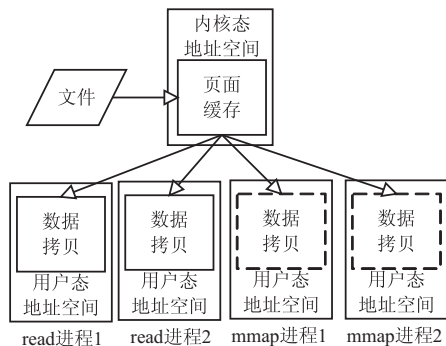 内核态
地址空间
文件
页面
缓存
数据
拷贝
用户态
地址空间
read进程1
数据
拷贝
用户态
地址空间
read进程2
数据
拷贝
用户态
地址空间
mmap进程1
数据
拷贝
用户态
地址空间
mmap进程2